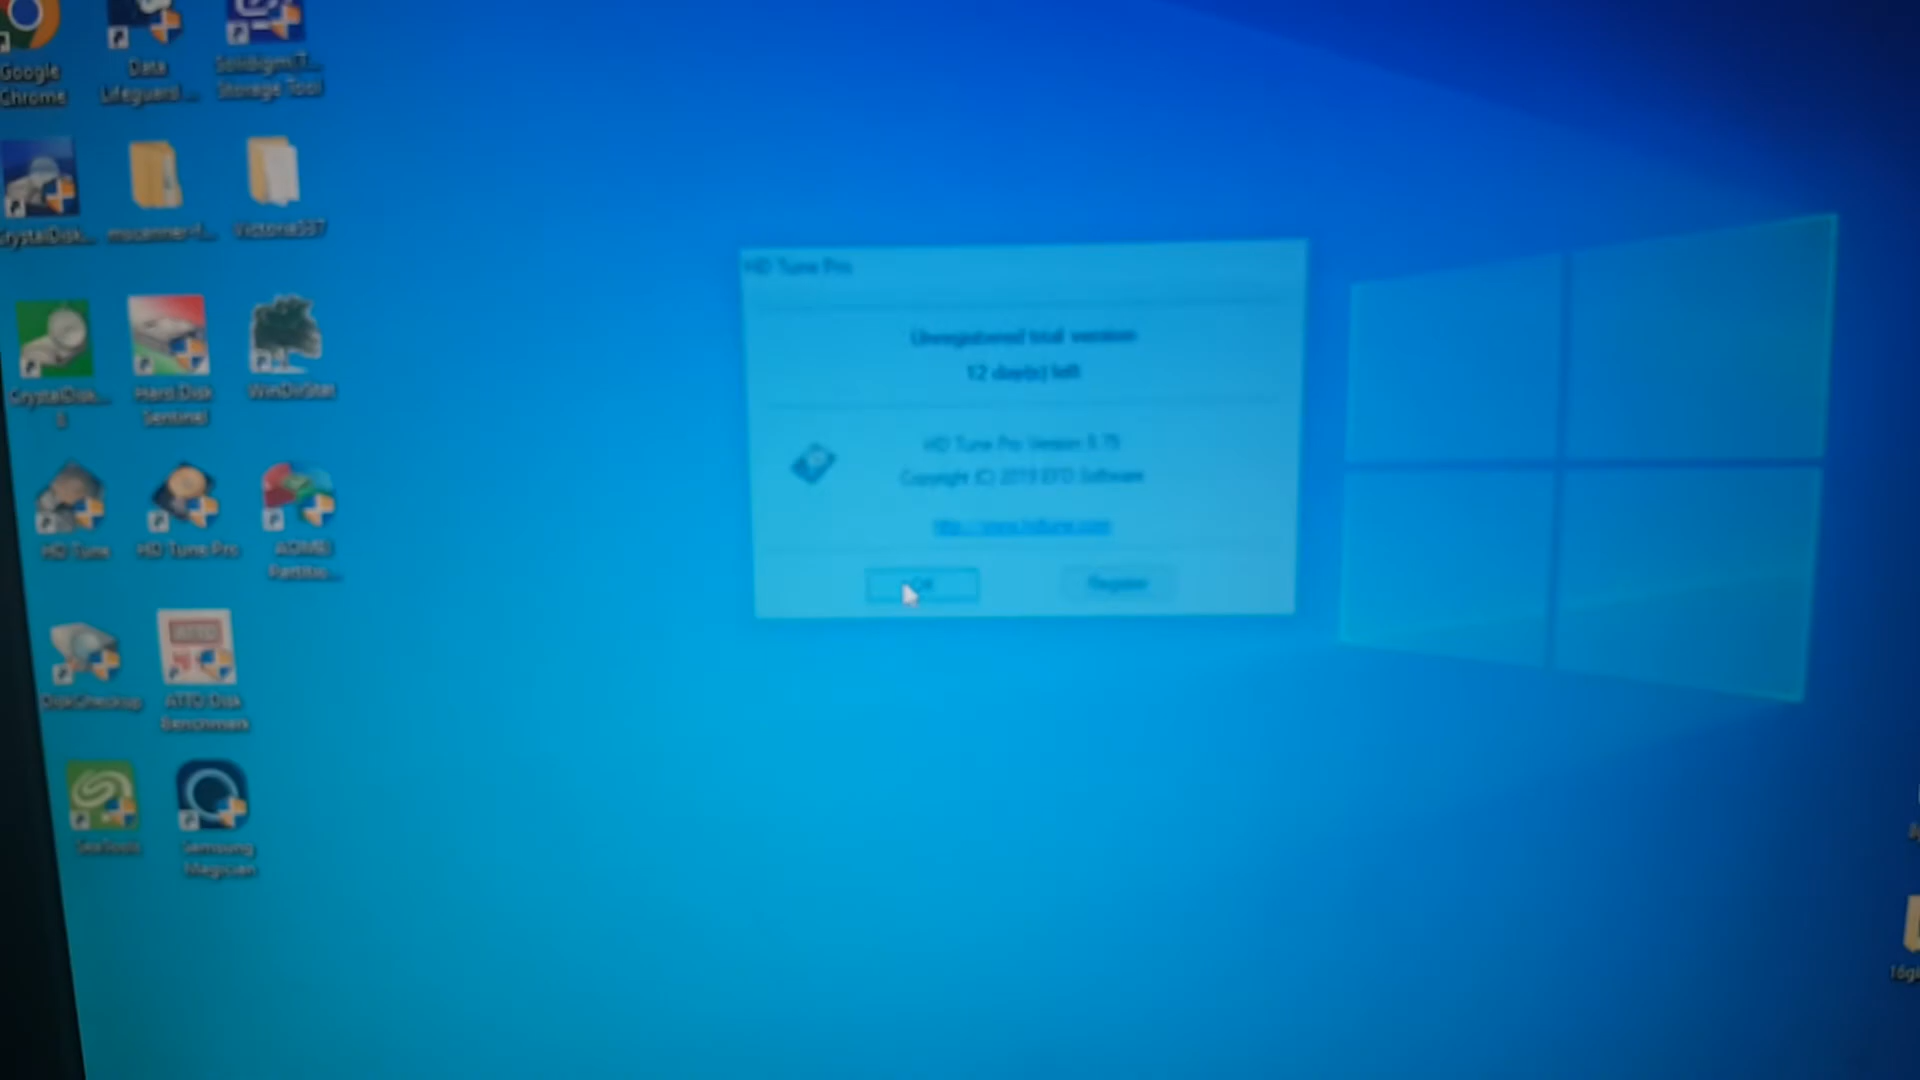 Google
Chrome
Data
Lifeguard ...
Solidigm T...
Storage Tool
CrystalDisk...
mscanner-f...
Victoria537
CrystalDisk...
8
Hard Disk
Sentinel
WinDirStat
HD Tune
HD Tune Pro
AOMEI
Partitio...
DiskCheckup
ATTO Disk
Benchmark
SeaTools
Samsung
Magician
HD Tune Pro
Unregistered trial version
12 day(s) left
HD Tune Pro Version 5.75
Copyright (C) 2019 EFD Software
http://www.hdtune.com
OK
Register